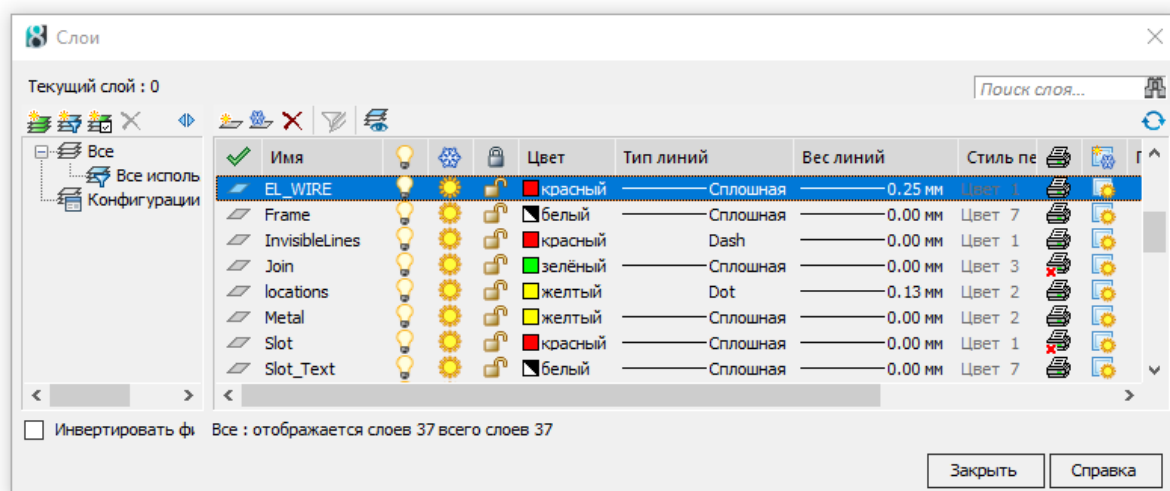 Слои
Текущий слой : 0
Поиск слоя...
Все
Все исполь
Конфигурации
Имя Цвет Тип линий Вес линий Стиль пе
EL_WIRE красный Сплошная 0.25 мм Цвет 1
Frame белый Сплошная 0.00 мм Цвет 7
InvisibleLines красный Dash 0.00 мм Цвет 1
Join зелёный Сплошная 0.00 мм Цвет 3
locations желтый Dot 0.13 мм Цвет 2
Metal желтый Сплошная 0.00 мм Цвет 2
Slot красный Сплошная 0.00 мм Цвет 1
Slot_Text белый Сплошная 0.00 мм Цвет 7
Инвертировать Все : отображается слоев 37 всего слоев 37
Закрыть Справка